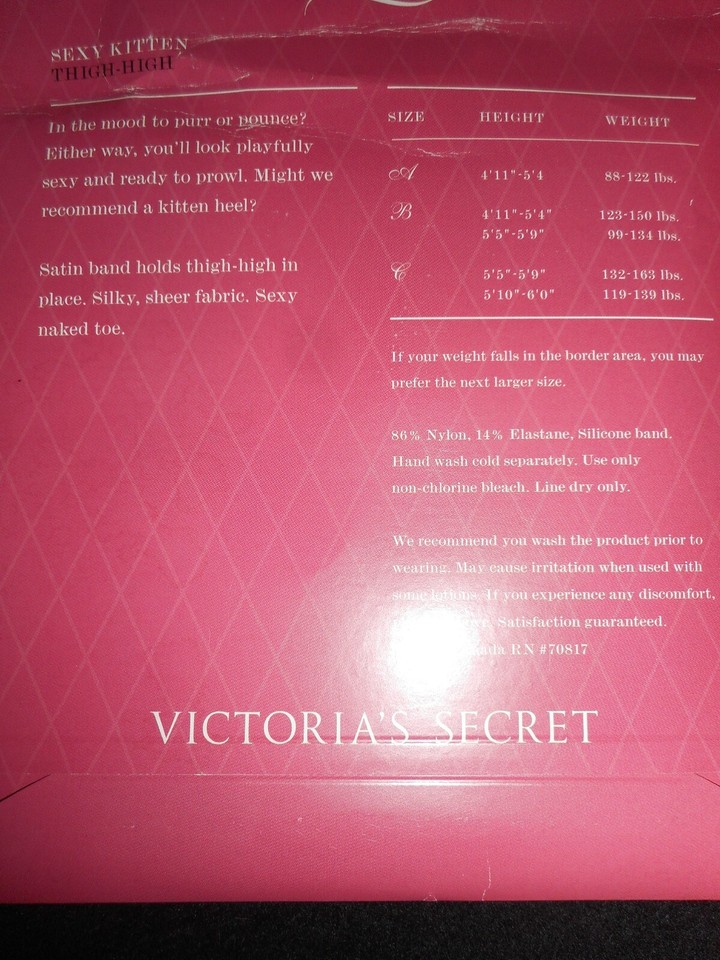 SEXY KITTEN
THIGH-HIGH
In the mood to purr or pounce?
Either way, you'll look playfully
sexy and ready to prowl. Might we
recommend a kitten heel?
Satin band holds thigh-high in
place. Silky, sheer fabric. Sexy
naked toe.
SIZE HEIGHT WEIGHT
A 4'11"-5'4 88-122 lbs.
B 4'11"-5'4" 123-150 lbs.
5'5"-5'9" 99-134 lbs.
C 5'5"-5'9" 132-163 lbs.
5'10"-6'0" 119-139 lbs.
If your weight falls in the border area, you may
prefer the next larger size.
86% Nylon, 14% Elastane, Silicone band.
Hand wash cold separately. Use only
non-chlorine bleach. Line dry only.
We recommend you wash the product prior to
wearing. May cause irritation when used with
some lotions. If you experience any discomfort,
Satisfaction guaranteed.
RN #70817
VICTORIA'S SECRET